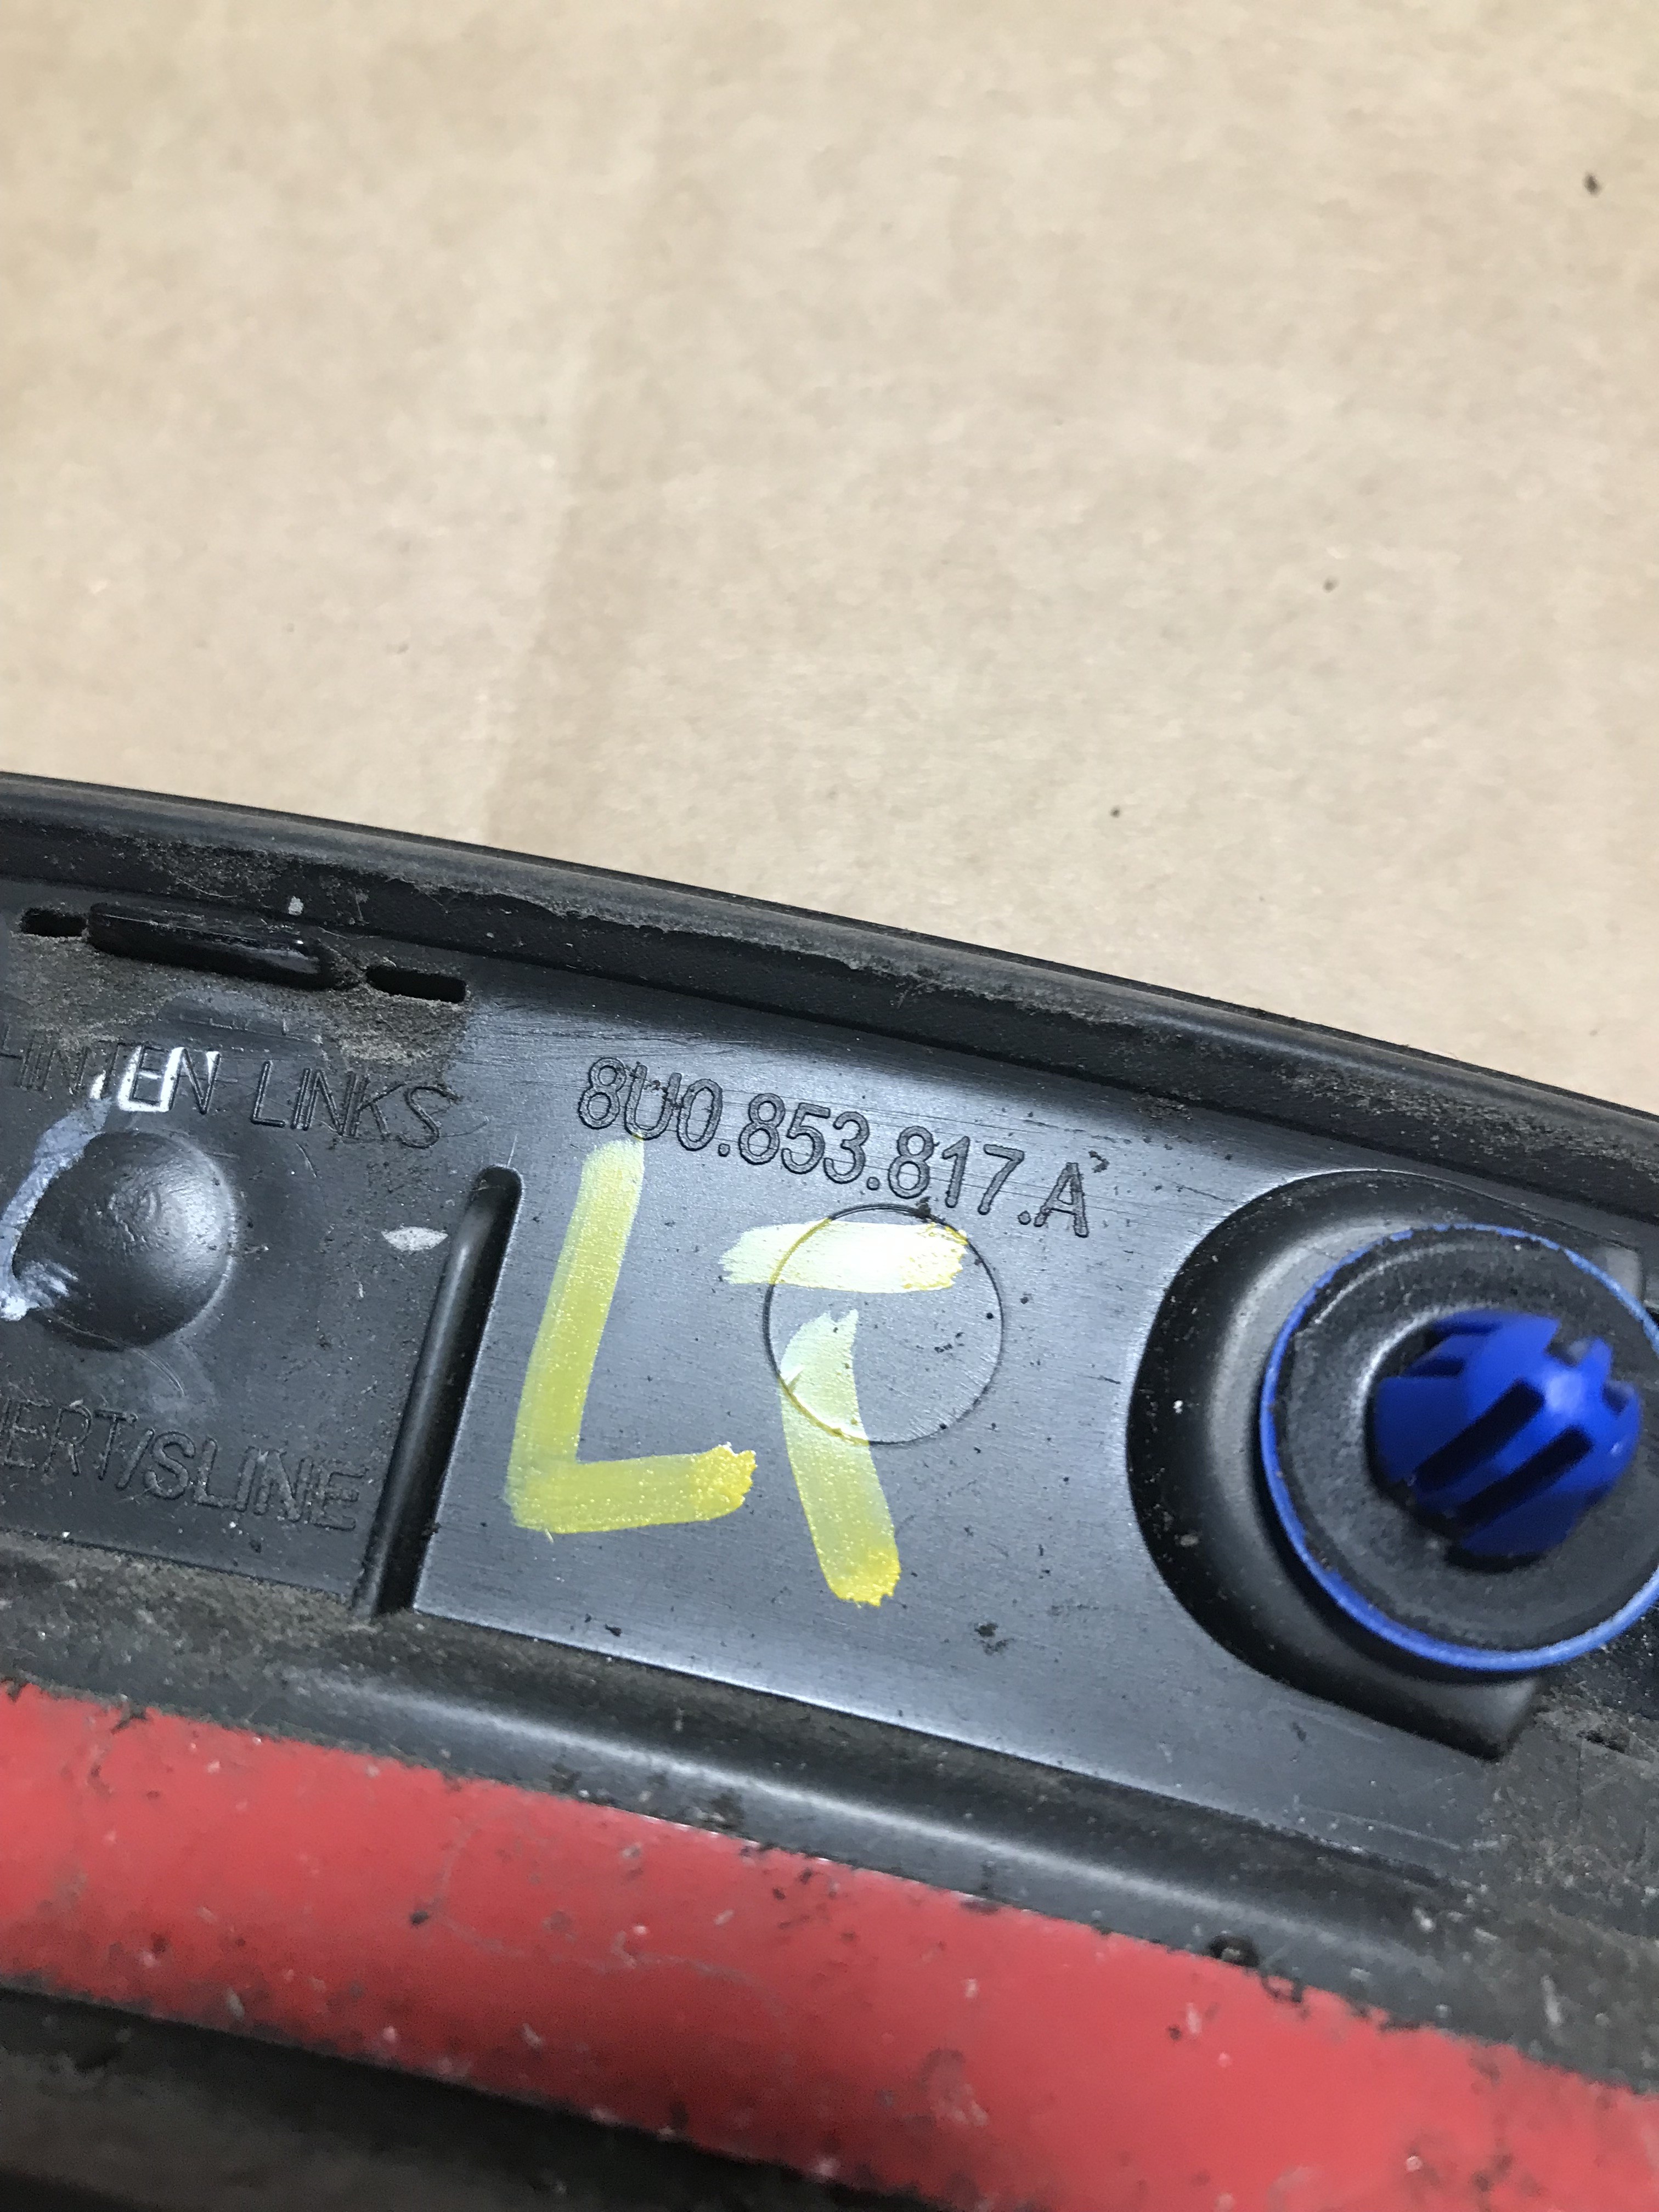 HINTEN LINKS
8U0.853.817.A
LT
ERT/SLINE